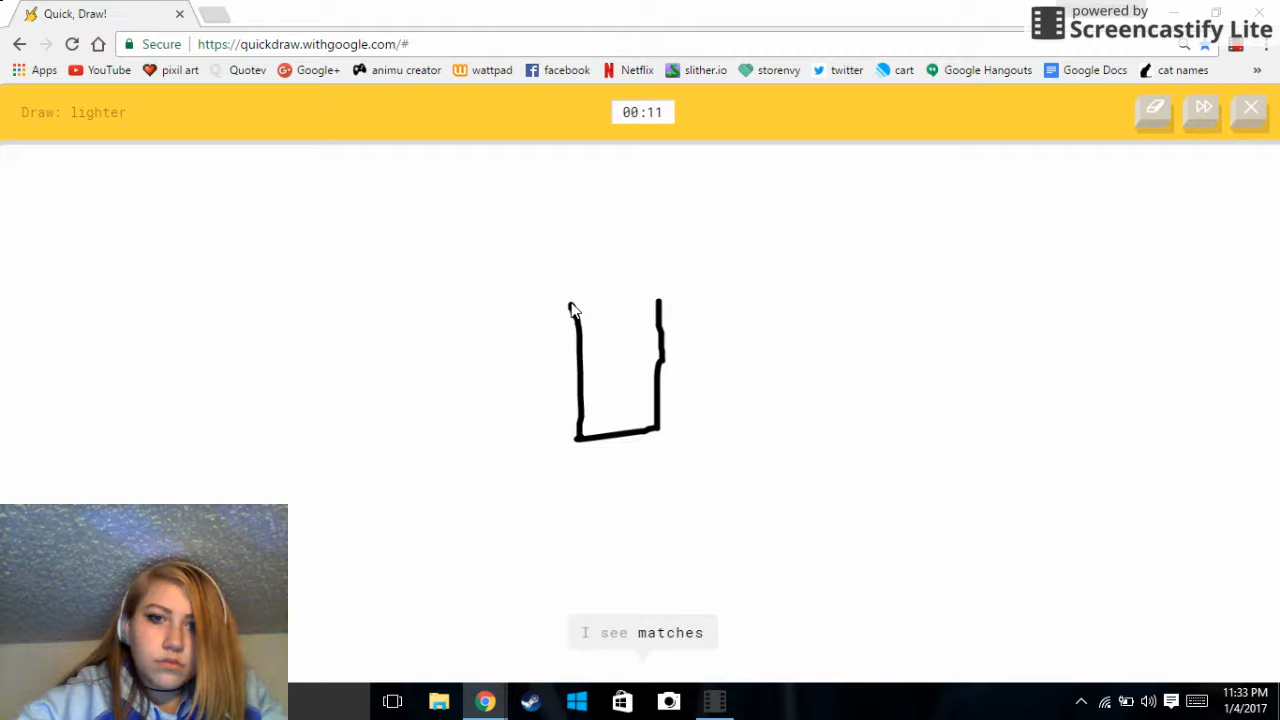 Quick, Draw!
powered by
Screencastify Lite
Secure https://quickdraw.withgoogle.com/#
Apps YouTube pixil art Quotev Google+ animu creator wattpad facebook Netflix slither.io storenvy twitter cart Google Hangouts Google Docs cat names »
Draw: lighter 00:11
I see matches
11:33 PM
1/4/2017